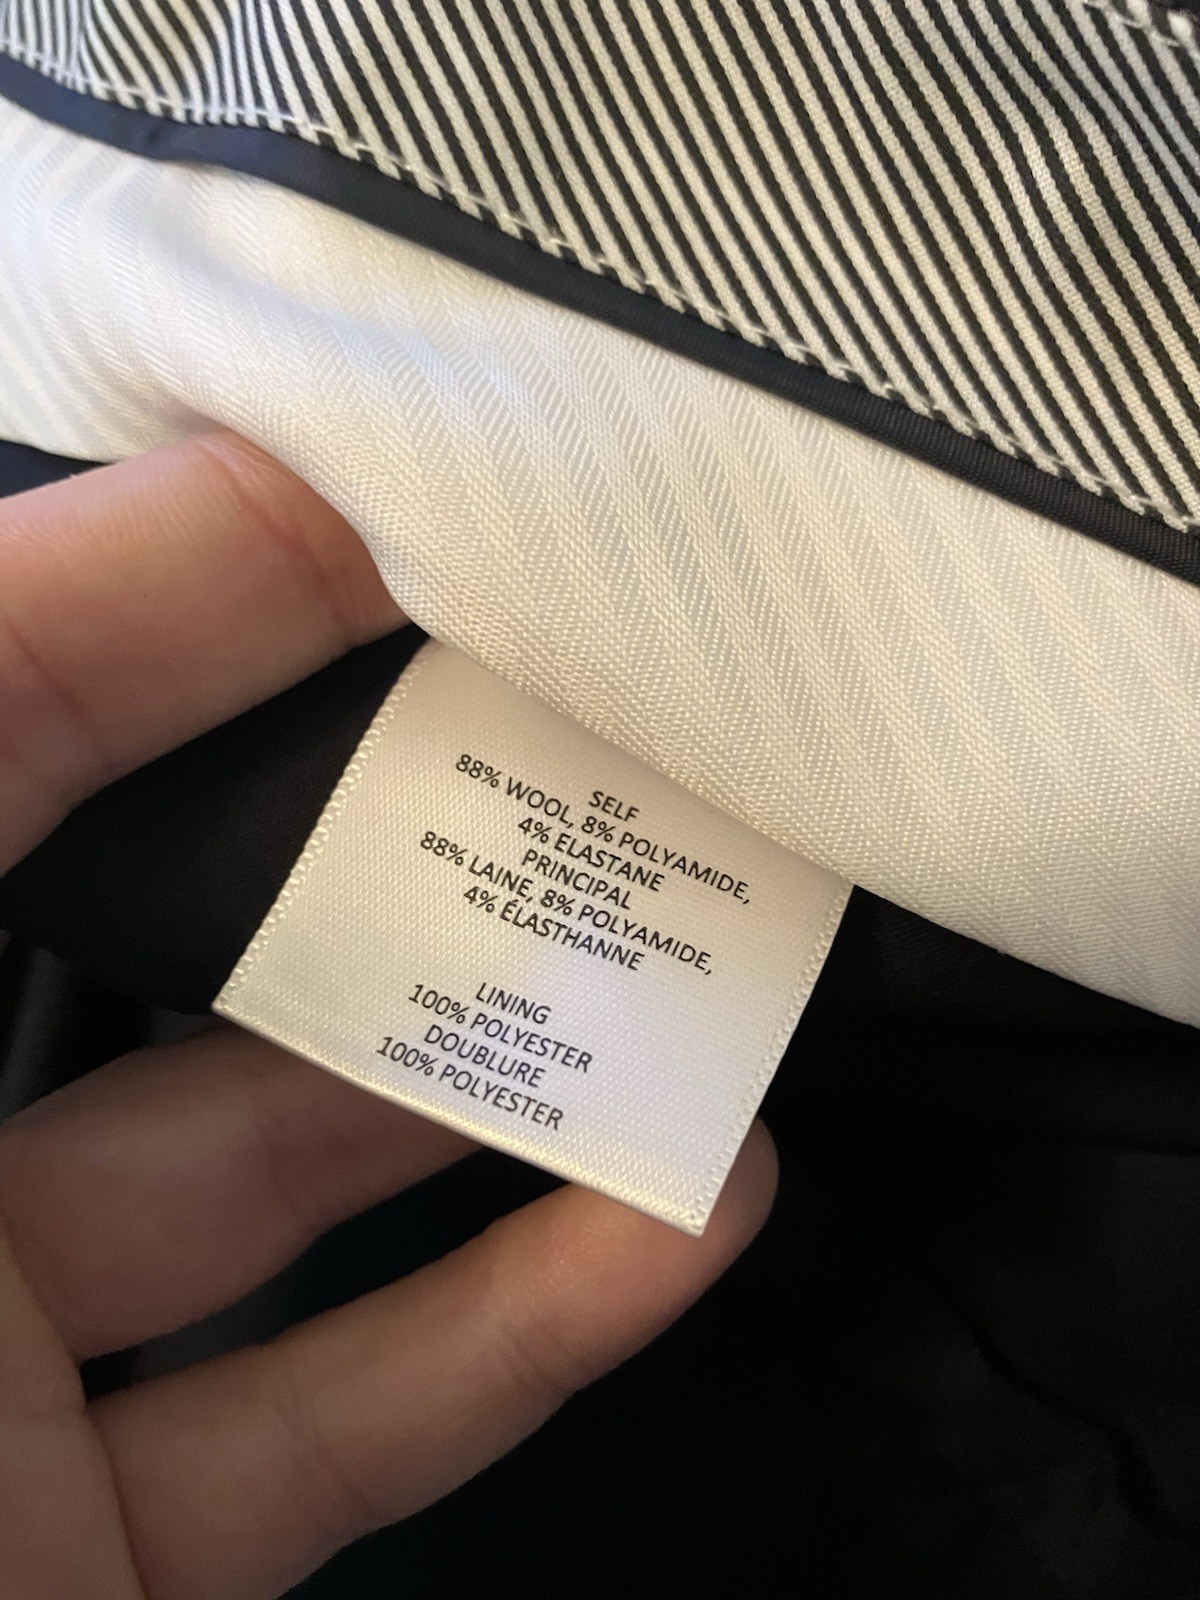 SELF
88% WOOL, 8% POLYAMIDE,
4% ELASTANE
PRINCIPAL
88% LAINE, 8% POLYAMIDE,
4% ÉLASTHANNE
LINING
100% POLYESTER
DOUBLURE
100% POLYESTER